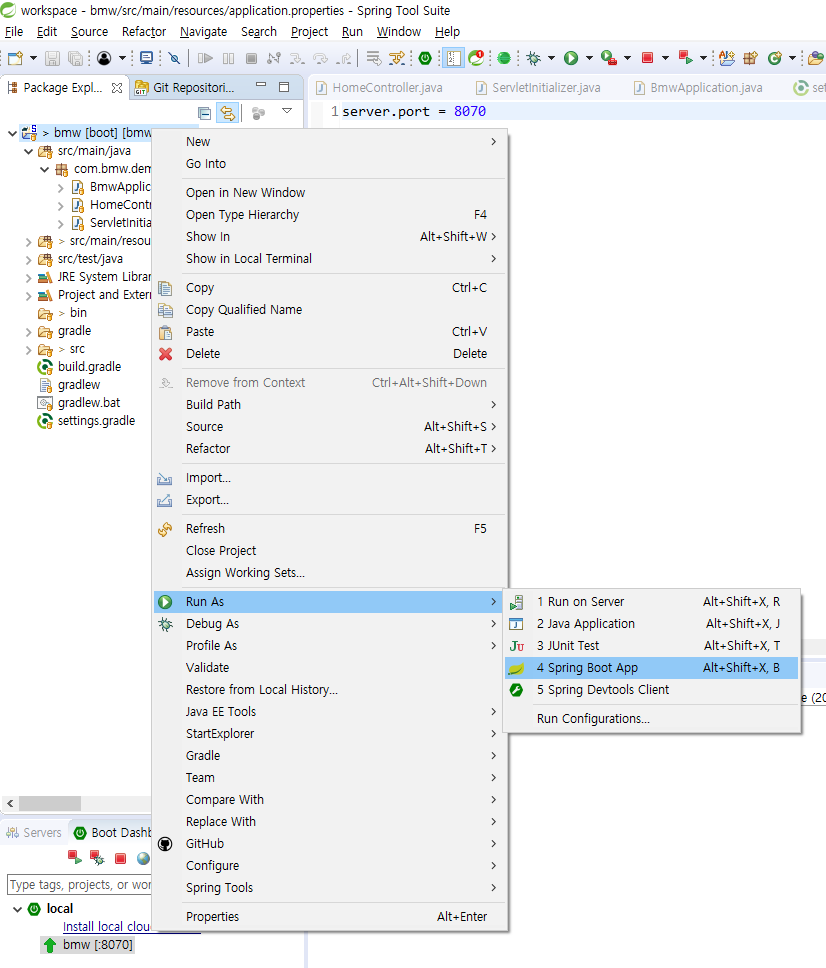 workspace - bmw/src/main/resources/application.properties - Spring Tool Suite
File Edit Source Refactor Navigate Search Project Run Window Help
Package Expl... Git Repositori... HomeController.java ServletInitializer.java BmwApplication.java set
1 server.port = 8070
> bmw [boot] [bmw
src/main/java
com.bmw.dem
BmwApplic
HomeContr
ServletInitia
> src/main/resou
src/test/java
JRE System Librar
Project and Extern
> bin
gradle
> src
build.gradle
gradlew
gradlew.bat
settings.gradle
New
Go Into
Open in New Window
Open Type Hierarchy F4
Show In Alt+Shift+W >
Show in Local Terminal
Copy Ctrl+C
Copy Qualified Name
Paste Ctrl+V
Delete Delete
Remove from Context Ctrl+Alt+Shift+Down
Build Path
Source Alt+Shift+S >
Refactor Alt+Shift+T >
Import...
Export...
Refresh F5
Close Project
Assign Working Sets...
Run As
Debug As
Profile As
Validate
Restore from Local History...
Java EE Tools
StartExplorer
Gradle
Team
Compare With
Replace With
GitHub
Configure
Spring Tools
Properties Alt+Enter
1 Run on Server Alt+Shift+X, R
2 Java Application Alt+Shift+X, J
3 JUnit Test Alt+Shift+X, T
4 Spring Boot App Alt+Shift+X, B
5 Spring Devtools Client
Run Configurations...
e (20
Servers Boot Dashb
Type tags, projects, or wor
local
Install local clou
bmw [:8070]